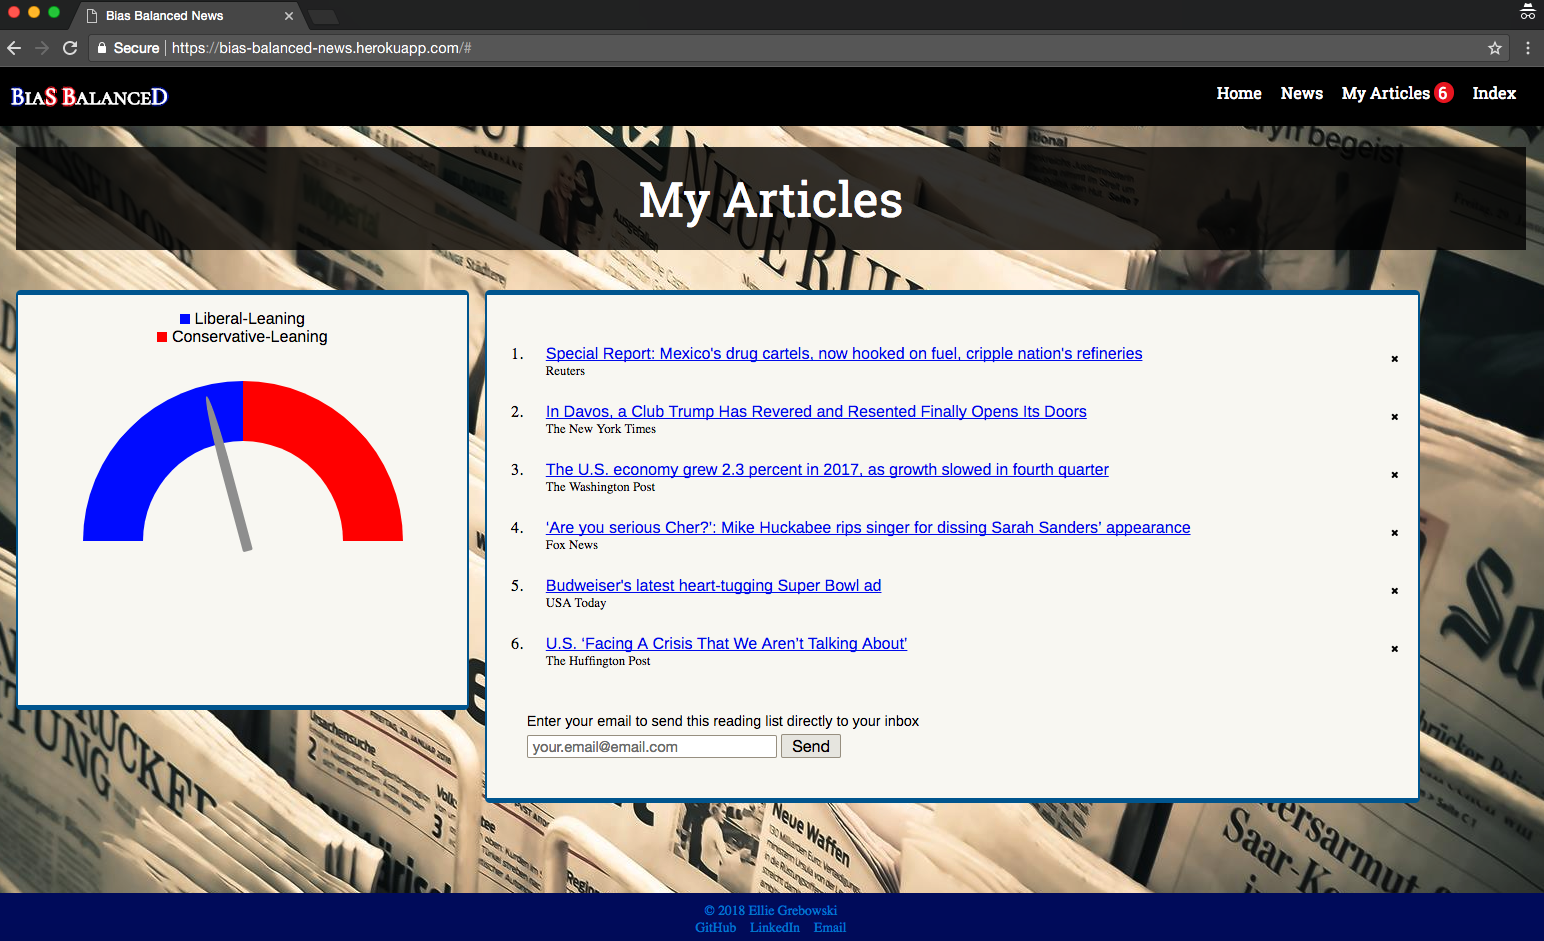 Bias Balanced News
Secure | https://bias-balanced-news.herokuapp.com/#
BiaS BalanceD
Home News My Articles 6 Index
My Articles
Liberal-Leaning
Conservative-Leaning
1. Special Report: Mexico's drug cartels, now hooked on fuel, cripple nation's refineries
Reuters
2. In Davos, a Club Trump Has Revered and Resented Finally Opens Its Doors
The New York Times
3. The U.S. economy grew 2.3 percent in 2017, as growth slowed in fourth quarter
The Washington Post
4. 'Are you serious Cher?': Mike Huckabee rips singer for dissing Sarah Sanders’ appearance
Fox News
5. Budweiser's latest heart-tugging Super Bowl ad
USA Today
6. U.S. ‘Facing A Crisis That We Aren’t Talking About’
The Huffington Post
Enter your email to send this reading list directly to your inbox
your.email@email.com Send
Ursachensuche
2
3
Neue Waffen
Saar-
© 2018 Ellie Grebowski
GitHub LinkedIn Email